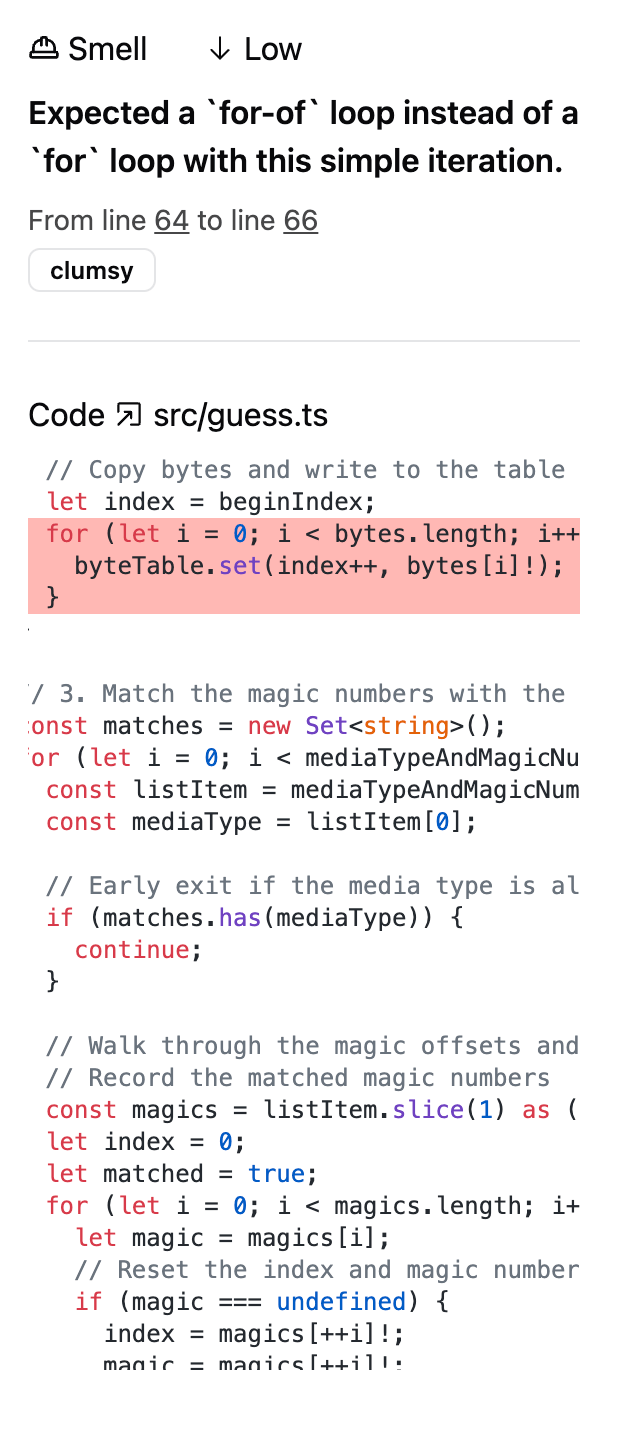 Smell ↓ Low
Expected a `for-of` loop instead of a
`for` loop with this simple iteration.
From line 64 to line 66
clumsy
Code src/guess.ts
// Copy bytes and write to the table
let index = beginIndex;
for (let i = 0; i < bytes.length; i++
byteTable.set(index++, bytes[i]!);
}
// 3. Match the magic numbers with the
onst matches = new Set<string>();
or (let i = 0; i < mediaTypeAndMagicNu
const listItem = mediaTypeAndMagicNum
const mediaType = listItem[0];
// Early exit if the media type is al
if (matches.has(mediaType)) {
continue;
}
// Walk through the magic offsets and
// Record the matched magic numbers
const magics = listItem.slice(1) as (
let index = 0;
let matched = true;
for (let i = 0; i < magics.length; i+
let magic = magics[i];
// Reset the index and magic number
if (magic === undefined) {
index = magics[++i]!;
magic = magics[++i]!;